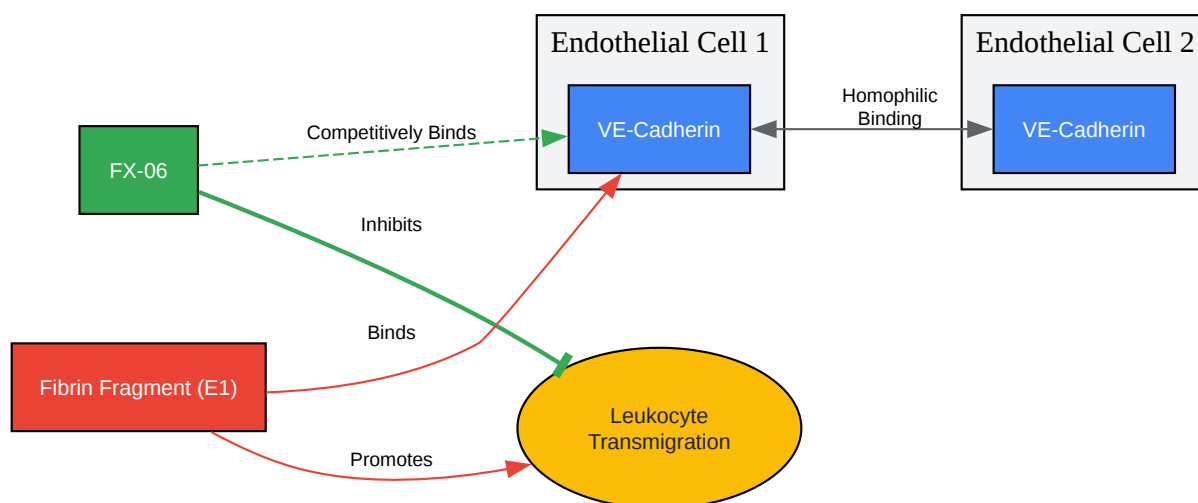 Endothelial Cell 1
Endothelial Cell 2
VE-Cadherin
Homophilic
Binding
VE-Cadherin
Competitively Binds
FX-06
Inhibits
Binds
Fibrin Fragment (E1)
Leukocyte
Transmigration
Promotes